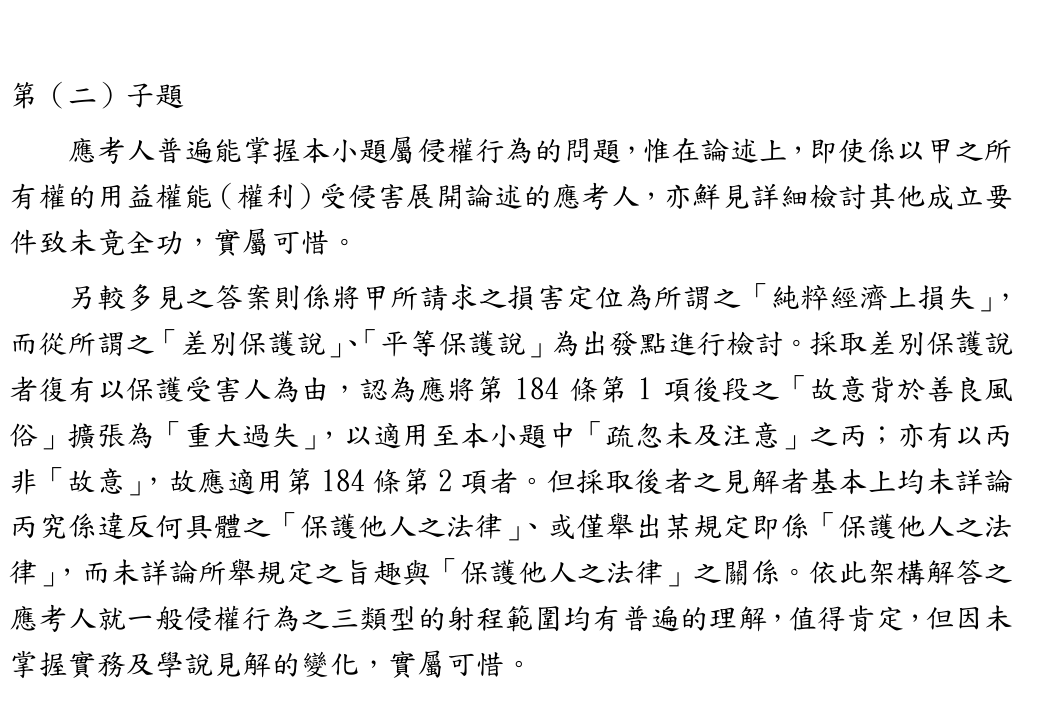 第（二）子題
應考人普遍能掌握本小題屬侵權行為的問題，惟在論述上，即使係以甲之所
有權的用益權能（權利）受侵害展開論述的應考人，亦鮮見詳細檢討其他成立要
件致未竟全功，實屬可惜。
另較多見之答案則係將甲所請求之損害定位為所謂之「純粹經濟上損失」，
而從所謂之「差別保護說」、「平等保護說」為出發點進行檢討。採取差別保護說
者復有以保護受害人為由，認為應將第 184 條第 1 項後段之「故意背於善良風
俗」擴張為「重大過失」，以適用至本小題中「疏忽未及注意」之丙；亦有以丙
非「故意」，故應適用第 184 條第 2 項者。但採取後者之見解者基本上均未詳論
丙究係違反何具體之「保護他人之法律」、或僅舉出某規定即係「保護他人之法
律」，而未詳論所舉規定之旨趣與「保護他人之法律」之關係。依此架構解答之
應考人就一般侵權行為之三類型的射程範圍均有普遍的理解，值得肯定，但因未
掌握實務及學說見解的變化，實屬可惜。